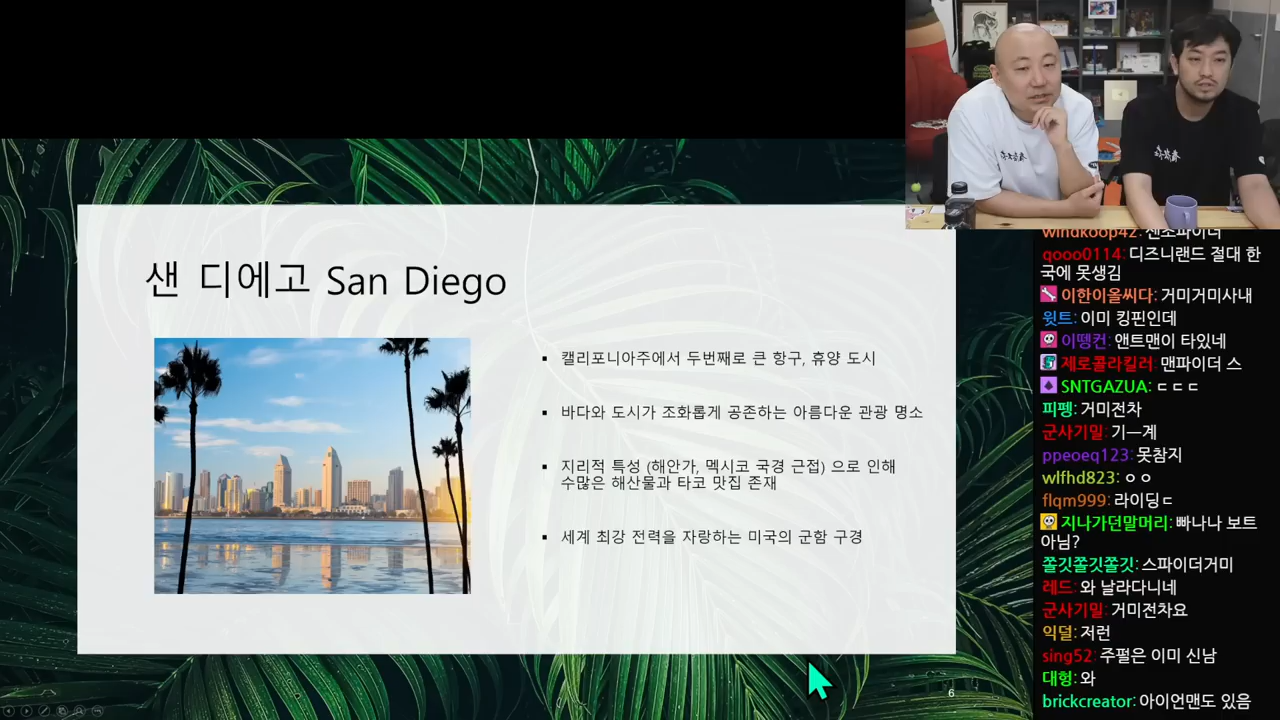 샌 디에고 San Diego
▪ 캘리포니아주에서 두번째로 큰 항구, 휴양 도시
▪ 바다와 도시가 조화롭게 공존하는 아름다운 관광 명소
▪ 지리적 특성 (해안가, 멕시코 국경 근접) 으로 인해
수많은 해산물과 타코 맛집 존재
▪ 세계 최강 전력을 자랑하는 미국의 군함 구경
6
windkoop42: 센스파이더
qooo0114: 디즈니랜드 절대 한
국에 못생김
이한이올씨다: 거미거미사내
윗트: 이미 킹핀인데
이뗑컨: 앤트맨이 타있네
제로콜라킬러: 맨파이더 스
SNTGAZUA: ㄷㄷㄷ
피펭: 거미전차
군사기밀: 기—계
ppeoeq123: 못참지
wlfhd823: ㅇㅇ
flqm999: 라이딩ㄷ
지나가던말머리: 빠나나 보트
아님?
쫄깃쫄깃쫄깃: 스파이더거미
레드: 와 날라다니네
군사기밀: 거미전차요
익덜: 저런
sing52: 주펄은 이미 신남
대형: 와
brickcreator: 아이언맨도 있음